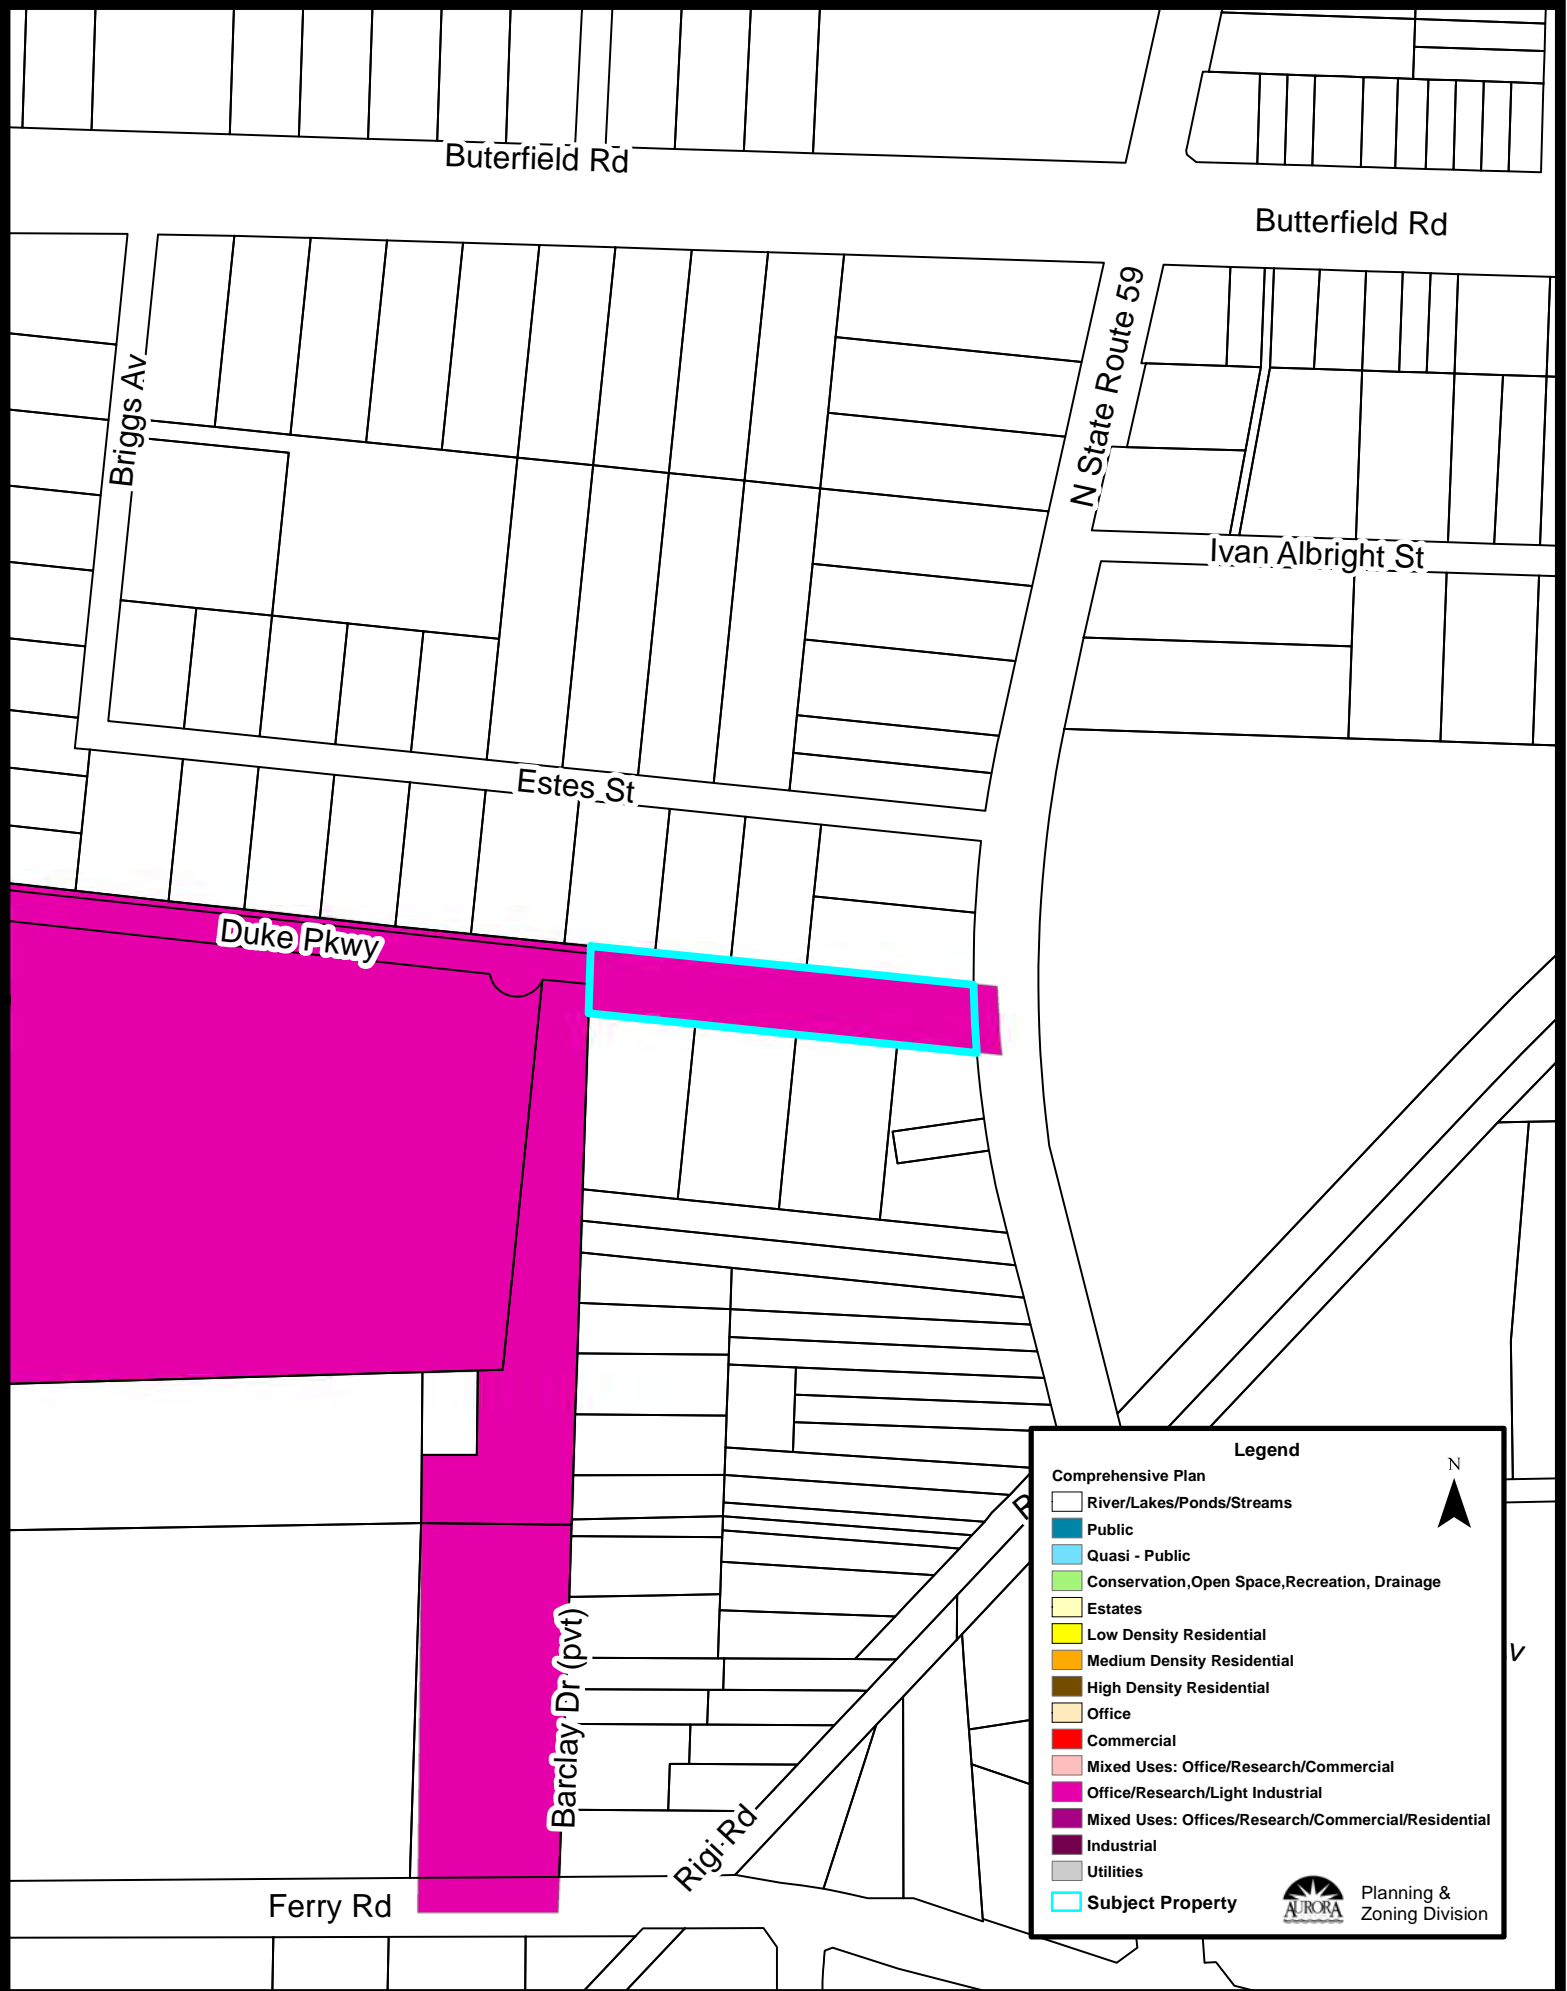 Buterfield Rd
Butterfield Rd
N State Route 59
Briggs Av
Ivan Albright St
Estes St
Duke Pkwy
Barclay Dr (pvt)
Rigi Rd
Ferry Rd
R
v
Legend
Comprehensive Plan
N
River/Lakes/Ponds/Streams
Public
Quasi - Public
Conservation,Open Space,Recreation, Drainage
Estates
Low Density Residential
Medium Density Residential
High Density Residential
Office
Commercial
Mixed Uses: Office/Research/Commercial
Office/Research/Light Industrial
Mixed Uses: Offices/Research/Commercial/Residential
Industrial
Utilities
Subject Property
AURORA
Planning &
Zoning Division